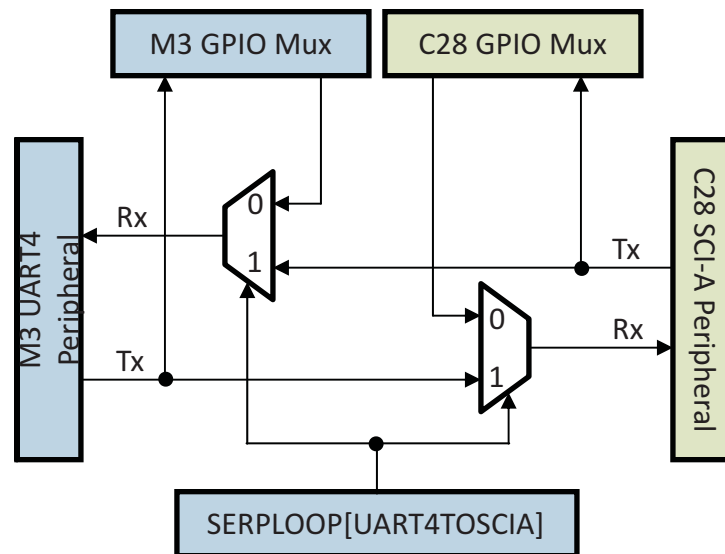 M3 GPIO Mux
C28 GPIO Mux
M3 UART4
Peripheral
Rx
0
1
Tx
C28 SCI-A Peripheral
Tx
0
1
Rx
SERPLOOP[UART4TOSCIA]